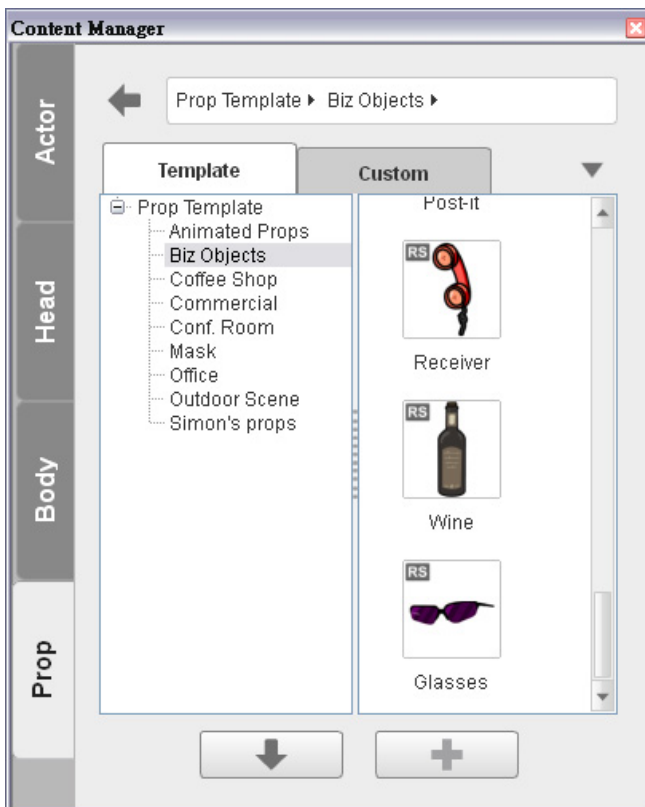 Content Manager
Actor
Head
Body
Prop
Prop Template ▸ Biz Objects ▸
Template
Custom
Prop Template
Animated Props
Biz Objects
Coffee Shop
Commercial
Conf. Room
Mask
Office
Outdoor Scene
Simon's props
Post-it
RS
Receiver
RS
Wine
RS
Glasses